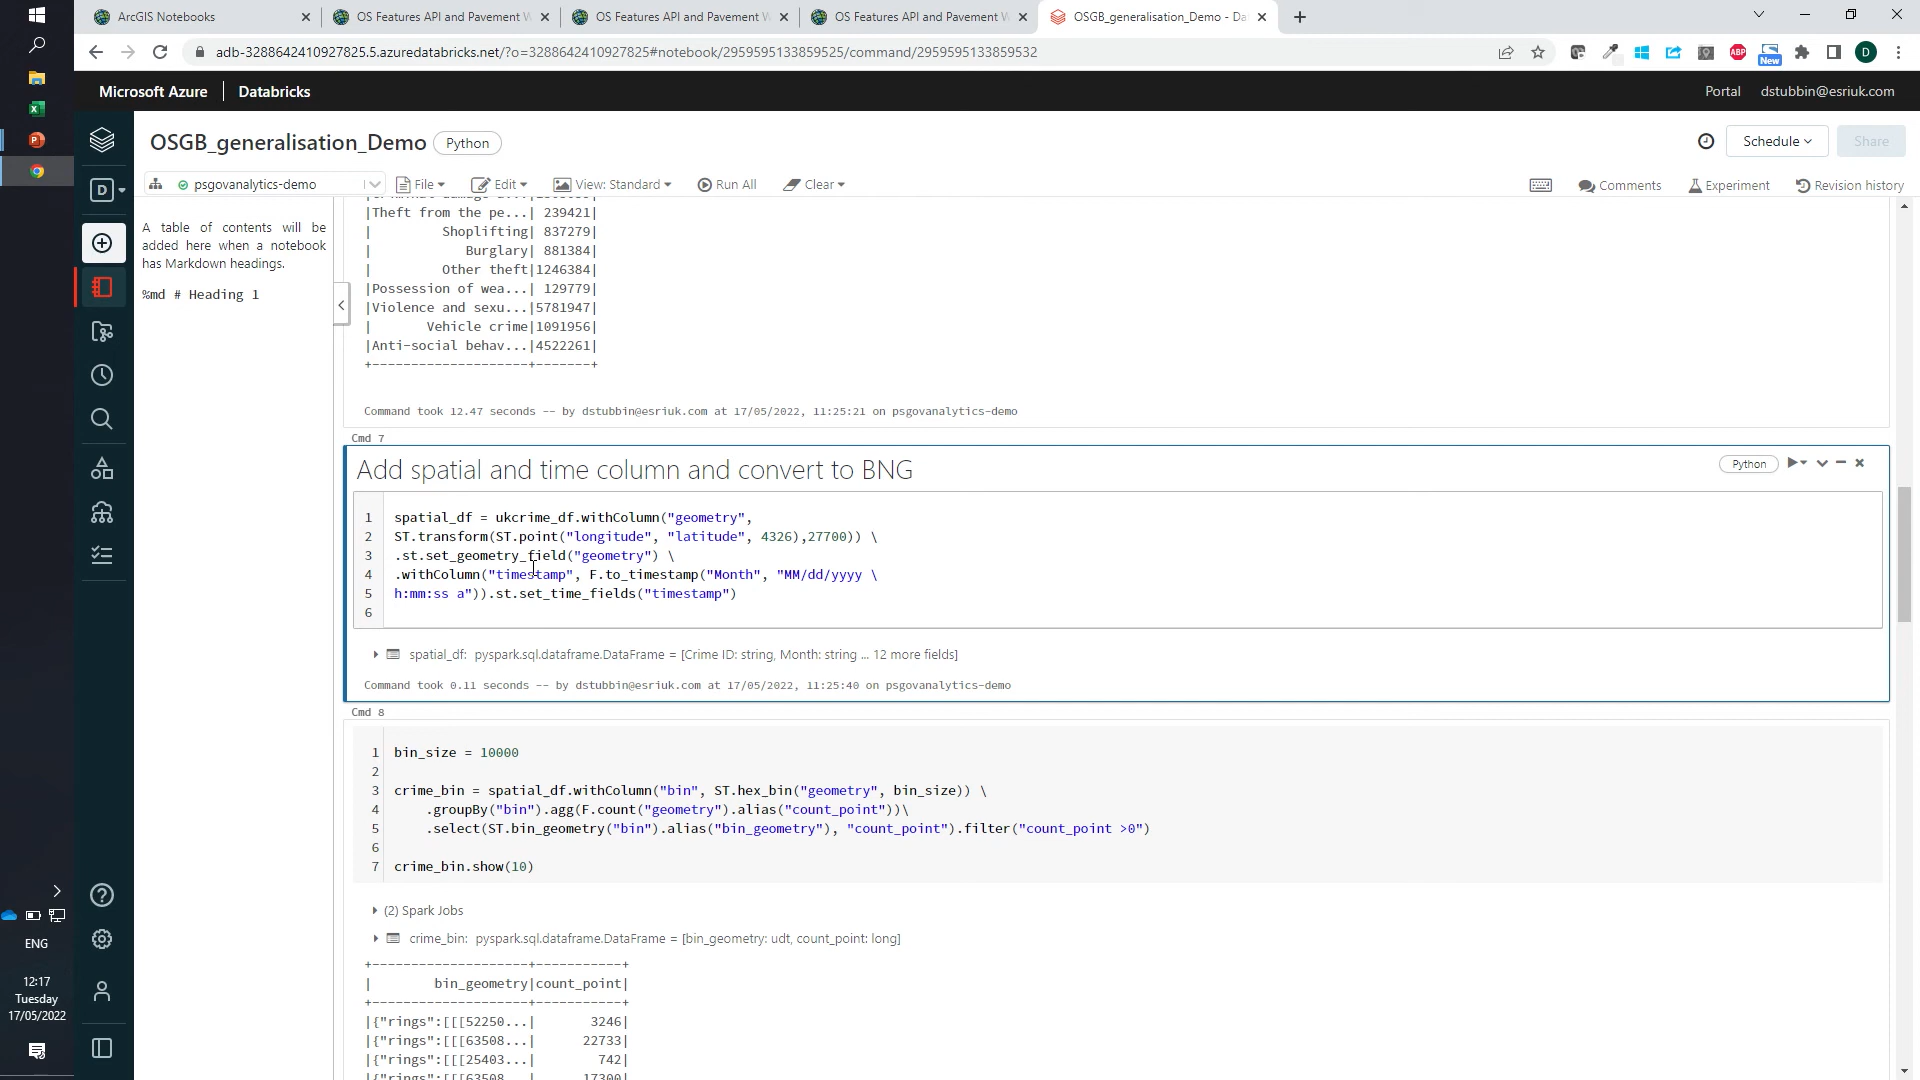 ArcGIS Notebooks
OS Features API and Pavement W
OS Features API and Pavement W
OS Features API and Pavement W
OSGB_generalisation_Demo - Da
adb-3288642410927825.5.azuredatabricks.net/?o=3288642410927825#notebook/2959595133859525/command/2959595133859532
ABP
New
D
Microsoft Azure
Databricks
Portal
dstubbin@esriuk.com
OSGB_generalisation_Demo
Python
Schedule
Share
D
psgovanalytics-demo
File
Edit
View: Standard
Run All
Clear
Comments
Experiment
Revision history
A table of contents will be
added here when a notebook
has Markdown headings.
%md # Heading 1
|Theft from the pe...| 239421|
| Shoplifting| 837279|
| Burglary| 881384|
| Other theft|1246384|
|Possession of wea...| 129779|
|Violence and sexu...|5781947|
| Vehicle crime|1091956|
|Anti-social behav...|4522261|
+--------------------+-------+
Command took 12.47 seconds -- by dstubbin@esriuk.com at 17/05/2022, 11:25:21 on psgovanalytics-demo
Cmd 7
Add spatial and time column and convert to BNG
Python
1 spatial_df = ukcrime_df.withColumn("geometry",
2 ST.transform(ST.point("longitude", "latitude", 4326),27700)) \
3 .st.set_geometry_field("geometry") \
4 .withColumn("timestamp", F.to_timestamp("Month", "MM/dd/yyyy \
5 h:mm:ss a")).st.set_time_fields("timestamp")
6
spatial_df: pyspark.sql.dataframe.DataFrame = [Crime ID: string, Month: string ... 12 more fields]
Command took 0.11 seconds -- by dstubbin@esriuk.com at 17/05/2022, 11:25:40 on psgovanalytics-demo
Cmd 8
1 bin_size = 10000
2
3 crime_bin = spatial_df.withColumn("bin", ST.hex_bin("geometry", bin_size)) \
4 .groupBy("bin").agg(F.count("geometry").alias("count_point"))\
5 .select(ST.bin_geometry("bin").alias("bin_geometry"), "count_point").filter("count_point >0")
6
7 crime_bin.show(10)
(2) Spark Jobs
crime_bin: pyspark.sql.dataframe.DataFrame = [bin_geometry: udt, count_point: long]
+--------------------+-----------+
| bin_geometry|count_point|
+--------------------+-----------+
|{"rings":[[[52250...| 3246|
|{"rings":[[[63508...| 22733|
|{"rings":[[[25403...| 742|
|{"rings":[[[63508...| 17300|
ENG
12:17
Tuesday
17/05/2022